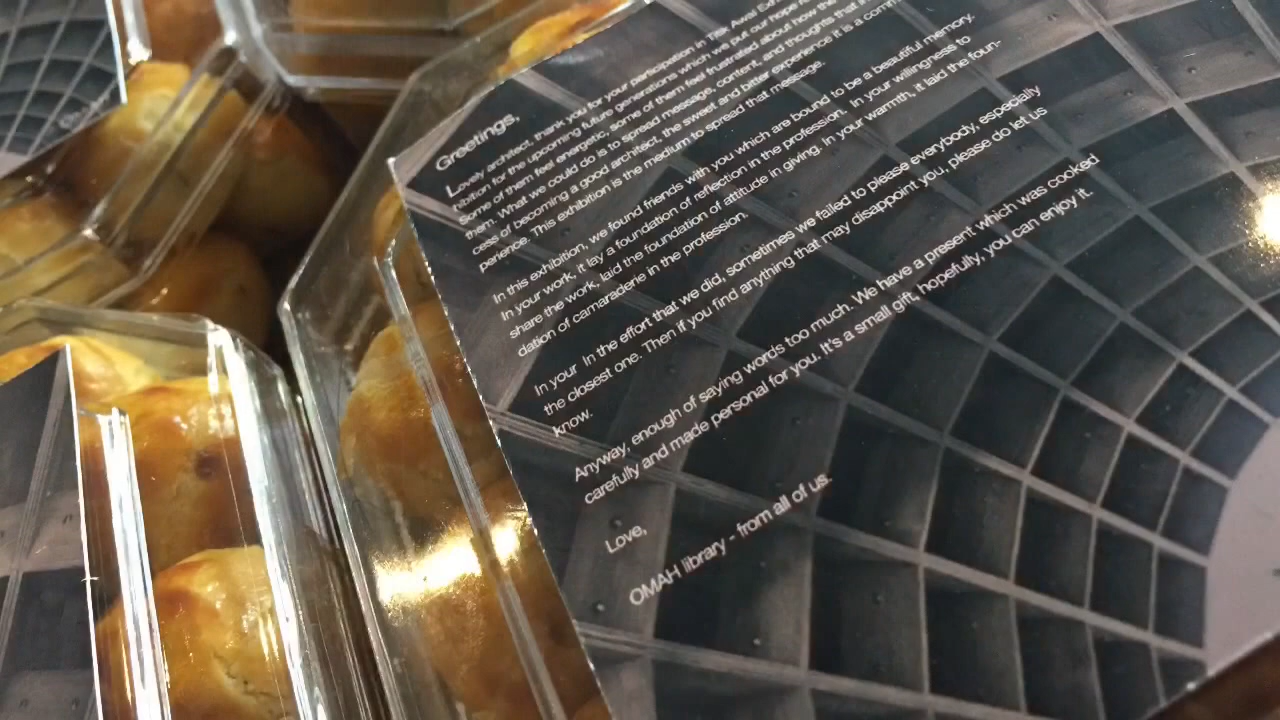 Greetings,
Lovely architect, thank you for your participation in Titik Awal Exhi-
bition for the upcoming future generations which we put our hope
Some of them feel energetic, some of them feel frustrated about how the
them. What we could do is to spread message, content, and thoughts that
cess of becoming a good architect, the sweet and bitter experience it is a comm
perience. This exhibition is the medium to spread that message.
In this exhibition, we found friends with you which are bound to be a beautiful memory.
In your work, it lay a foundation of reflection in the profession. In your willingness to
share the work, laid the foundation of attitude in giving. In your warmth, it laid the foun-
dation of camaraderie in the profession.
In your In the effort that we did, sometimes we failed to please everybody, especially
the closest one. Then if you find anything that may disappoint you, please do let us
know.
Anyway, enough of saying words too much. We have a present which was cooked
carefully and made personal for you. It's a small gift, hopefully, you can enjoy it.
Love,
OMAH library - from all of us.